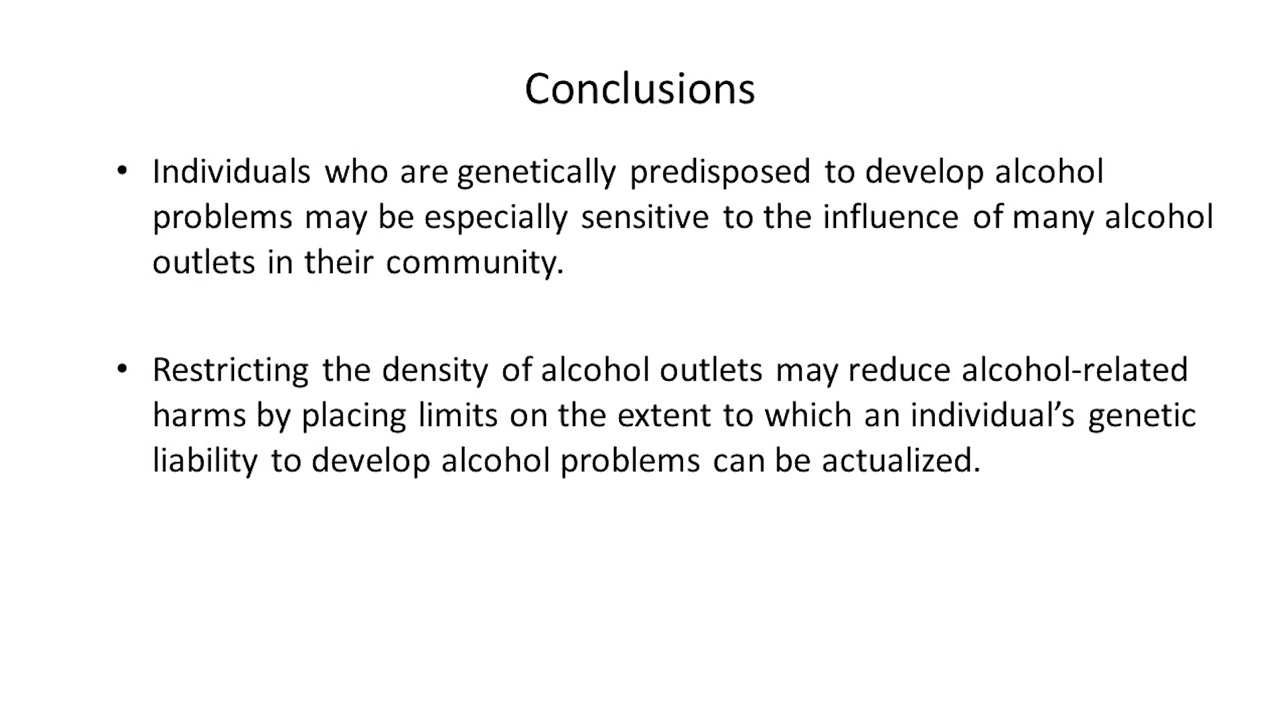 Conclusions
• Individuals who are genetically predisposed to develop alcohol
problems may be especially sensitive to the influence of many alcohol
outlets in their community.
• Restricting the density of alcohol outlets may reduce alcohol-related
harms by placing limits on the extent to which an individual’s genetic
liability to develop alcohol problems can be actualized.